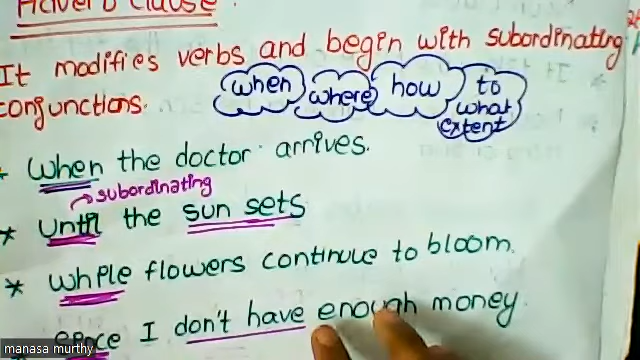 Adverb clause.
It modifies verbs and begin with subordinating
conjunctions. when where how to what extent
when the doctor arrives.
subordinating
* until the sun sets
* while flowers continue to bloom.
since I don't have enough money.
manasa murthy